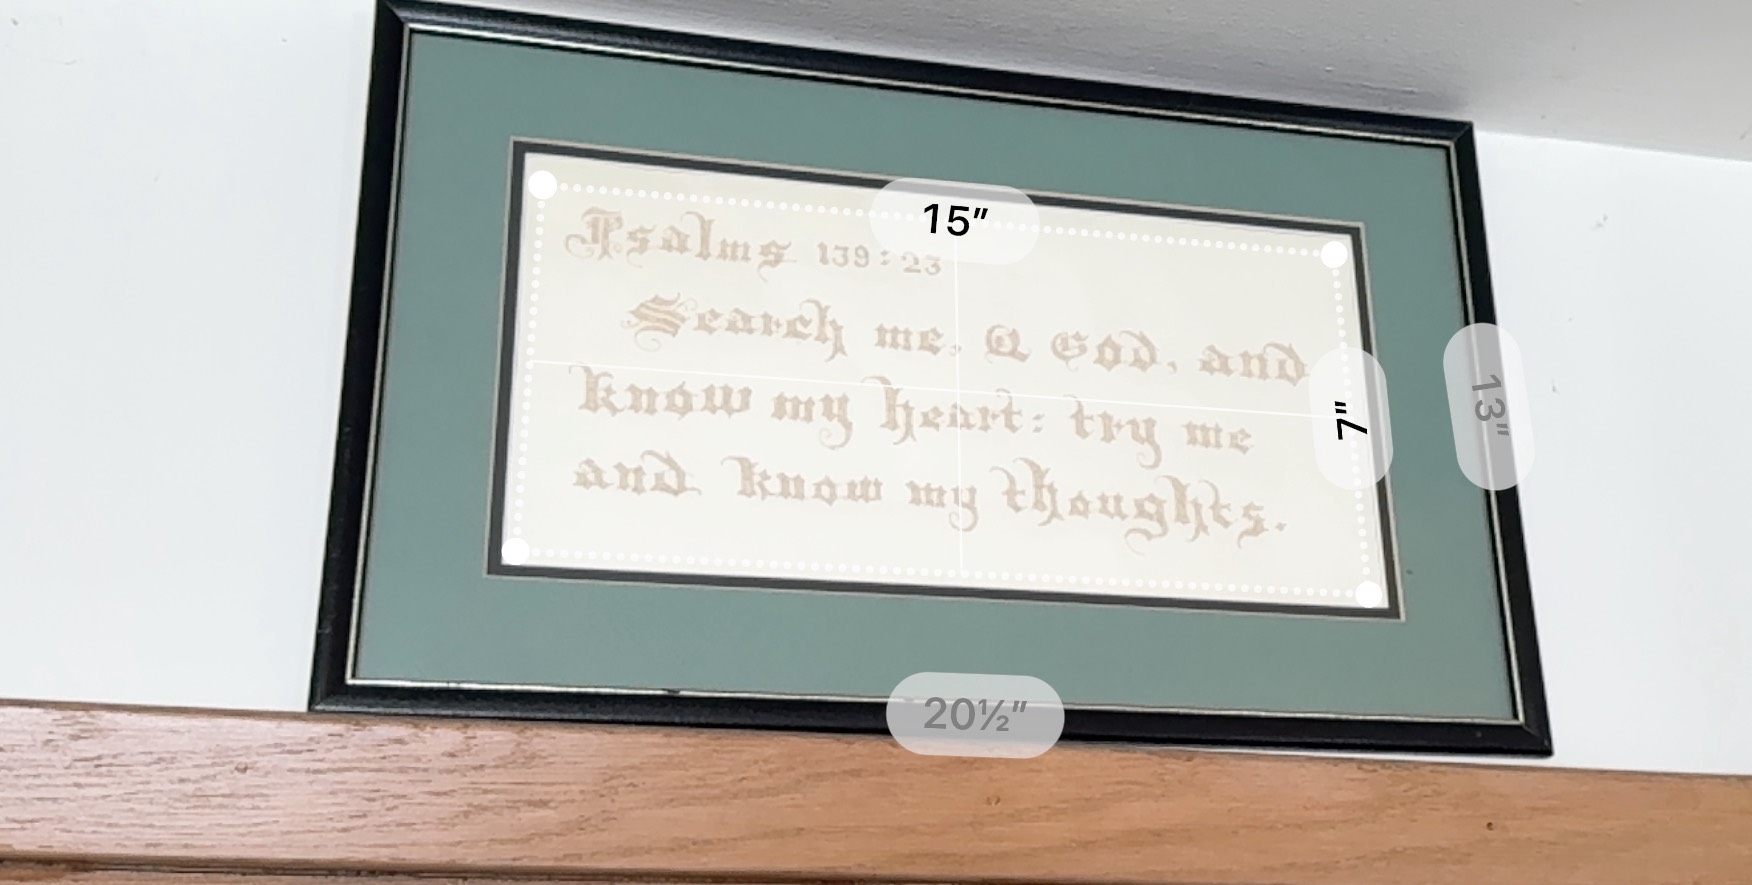 Psalms 139:23
Search me, O God, and
know my heart: try me
and know my thoughts.
15"
7"
13"
20½"